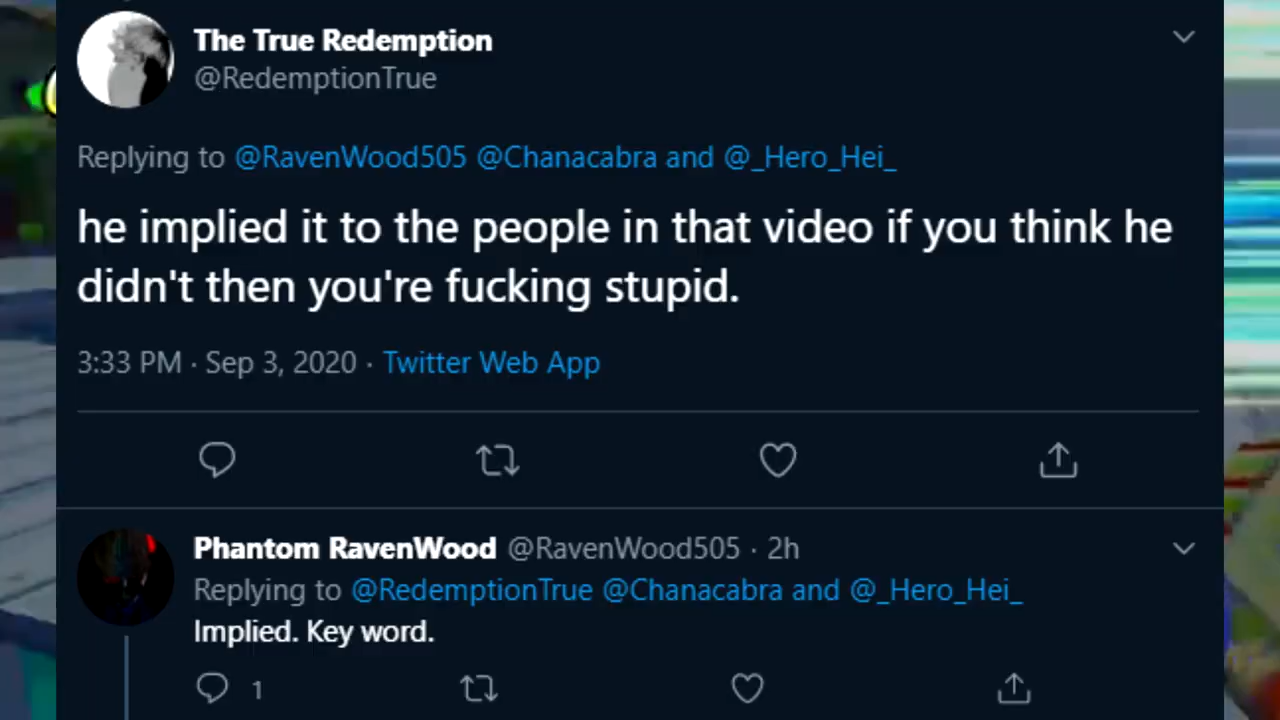 The True Redemption
@RedemptionTrue
Replying to @RavenWood505 @Chanacabra and @_Hero_Hei_
he implied it to the people in that video if you think he
didn't then you're fucking stupid.
3:33 PM · Sep 3, 2020 · Twitter Web App
Phantom RavenWood @RavenWood505 · 2h
Replying to @RedemptionTrue @Chanacabra and @_Hero_Hei_
Implied. Key word.
1